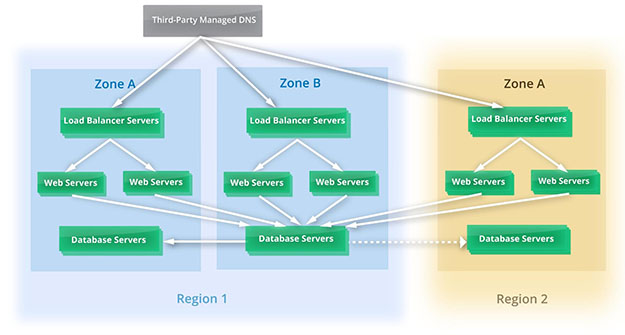 Third-Party Managed DNS
Zone A
Zone B
Zone A
Load Balancer Servers
Load Balancer Servers
Load Balancer Servers
Web Servers
Web Servers
Web Servers
Web Servers
Web Servers
Web Servers
Database Servers
Database Servers
Database Servers
Region 1
Region 2